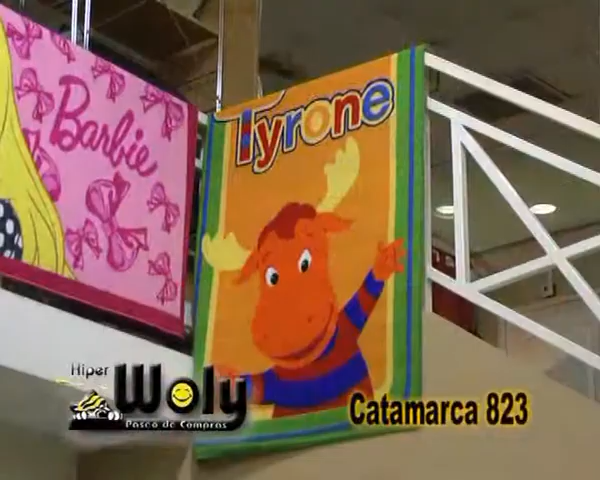 Barbie
Tyrone
Hiper
Woly
Paseo de Compras
Catamarca 823